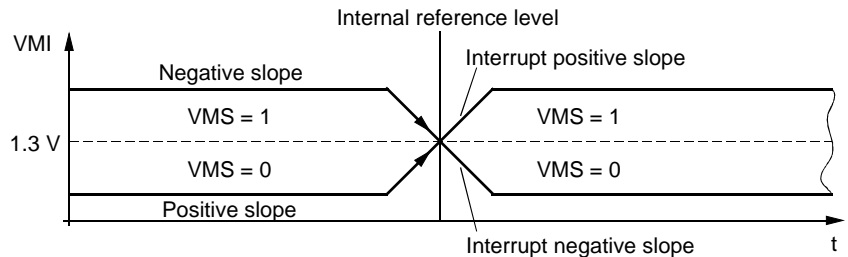 Internal reference level
VMI
Interrupt positive slope
Negative slope
VMS = 1
VMS = 1
1.3 V
VMS = 0
VMS = 0
Positive slope
Interrupt negative slope
t